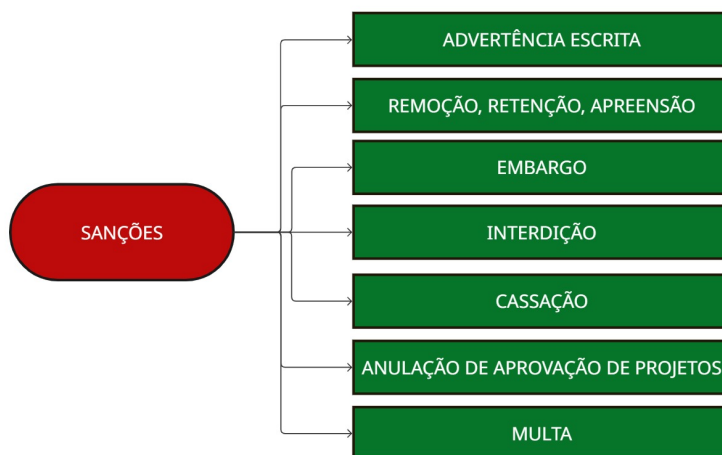 SANÇÕES
ADVERTÊNCIA ESCRITA
REMOÇÃO, RETENÇÃO, APREENSÃO
EMBARGO
INTERDIÇÃO
CASSAÇÃO
ANULAÇÃO DE APROVAÇÃO DE PROJETOS
MULTA